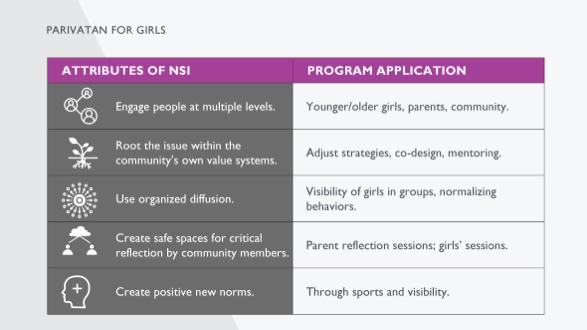 PARIVATAN FOR GIRLS
ATTRIBUTES OF NSI
PROGRAM APPLICATION
Engage people at multiple levels.
Younger/older girls, parents, community.
Root the issue within the
community's own value systems.
Adjust strategies, co-design, mentoring.
Use organized diffusion.
Visibility of girls in groups, normalizing
behaviors.
Create safe spaces for critical
reflection by community members.
Parent reflection sessions; girls' sessions.
Create positive new norms.
Through sports and visibility.